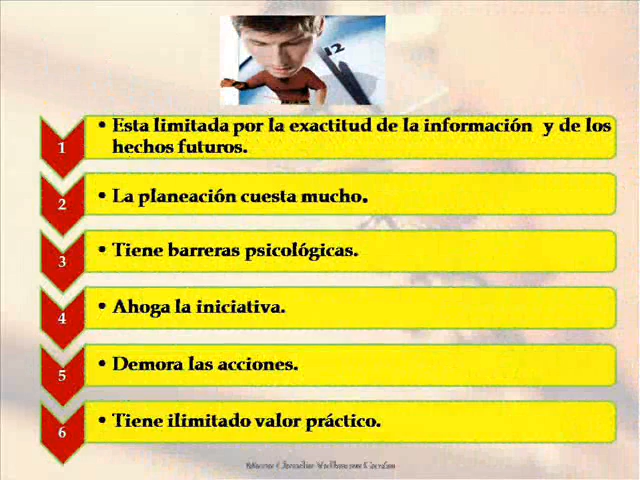 12
1
• Esta limitada por la exactitud de la información y de los
hechos futuros.
2
• La planeación cuesta mucho.
3
• Tiene barreras psicológicas.
4
• Ahoga la iniciativa.
5
• Demora las acciones.
6
• Tiene ilimitado valor práctico.